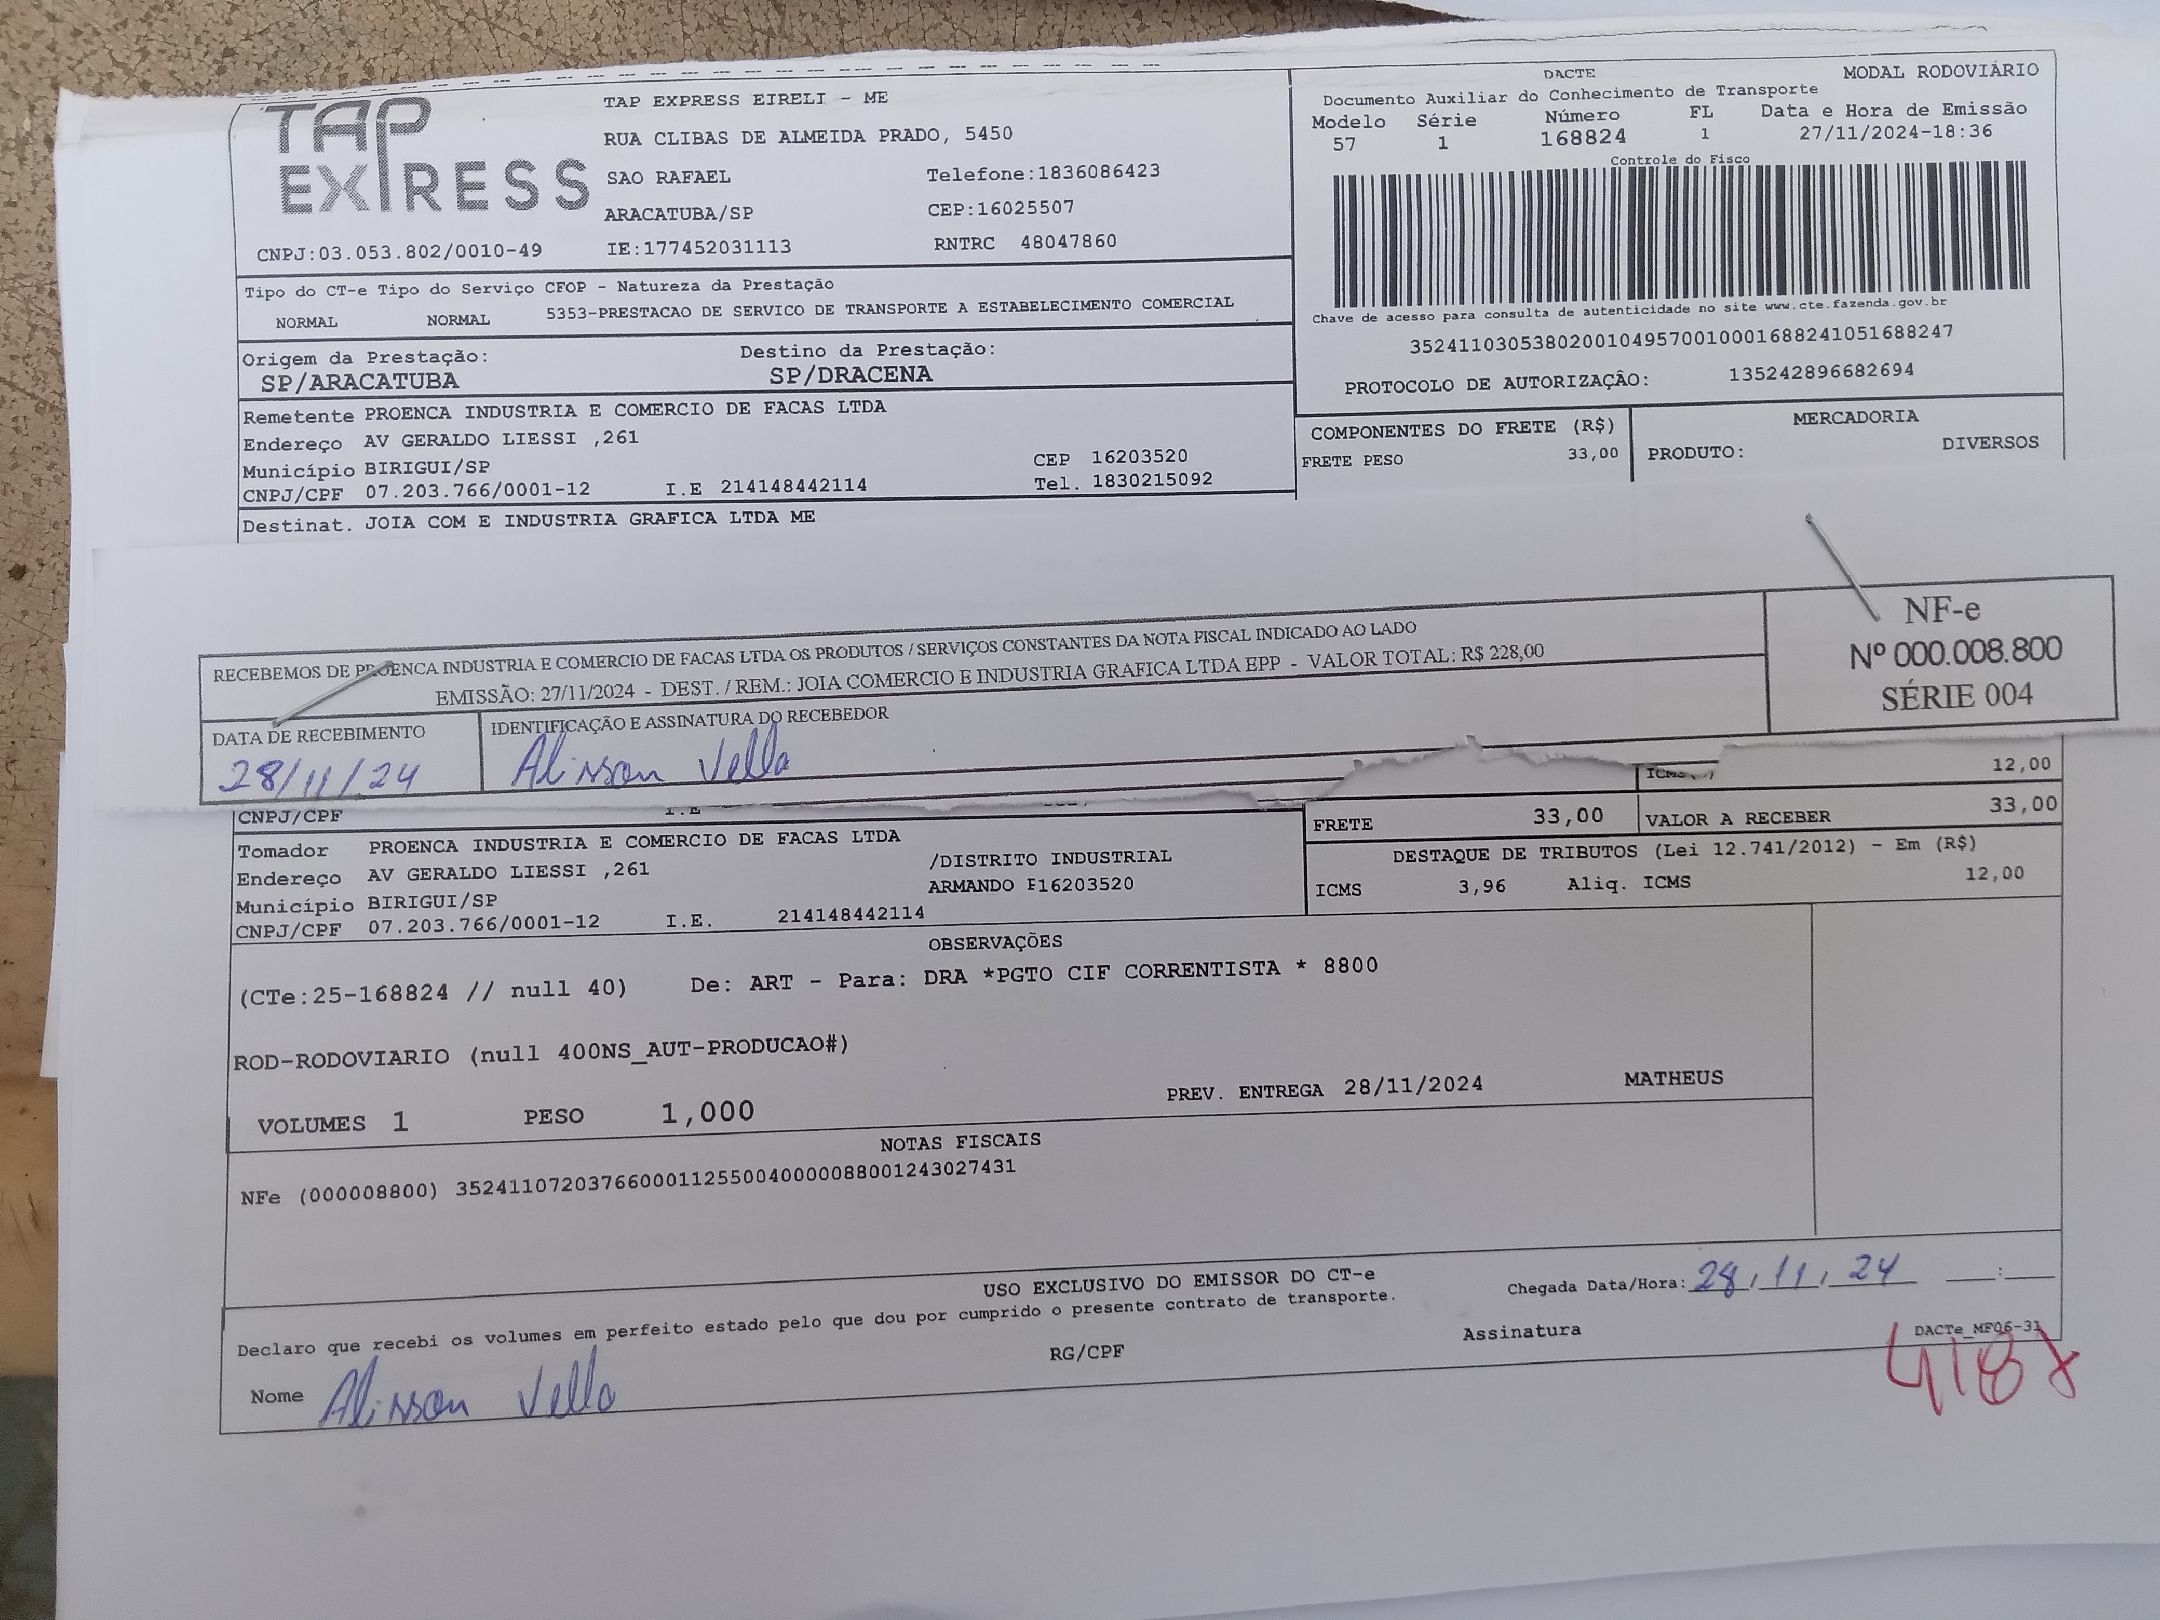 TAP EXPRESS
TAP EXPRESS EIRELI - ME
RUA CLIBAS DE ALMEIDA PRADO, 5450
SAO RAFAEL Telefone:1836086423
ARACATUBA/SP CEP:16025507
CNPJ:03.053.802/0010-49 IE:177452031113 RNTRC 48047860
DACTE MODAL RODOVIÁRIO
Documento Auxiliar do Conhecimento de Transporte
Modelo Série Número FL Data e Hora de Emissão
57 1 168824 1 27/11/2024-18:36
Controle do Fisco
Chave de acesso para consulta de autenticidade no site www.cte.fazenda.gov.br
35241103053802001049570010001688241051688247
PROTOCOLO DE AUTORIZAÇÃO: 135242896682694
Tipo do CT-e Tipo do Serviço CFOP - Natureza da Prestação
NORMAL NORMAL 5353-PRESTACAO DE SERVICO DE TRANSPORTE A ESTABELECIMENTO COMERCIAL
Origem da Prestação: Destino da Prestação:
SP/ARACATUBA SP/DRACENA
Remetente PROENCA INDUSTRIA E COMERCIO DE FACAS LTDA
Endereço AV GERALDO LIESSI ,261
Município BIRIGUI/SP CEP 16203520
CNPJ/CPF 07.203.766/0001-12 I.E 214148442114 Tel. 1830215092
Destinat. JOIA COM E INDUSTRIA GRAFICA LTDA ME
COMPONENTES DO FRETE (R$) MERCADORIA
FRETE PESO 33,00 PRODUTO: DIVERSOS
RECEBEMOS DE PROENCA INDUSTRIA E COMERCIO DE FACAS LTDA OS PRODUTOS / SERVIÇOS CONSTANTES DA NOTA FISCAL INDICADO AO LADO
EMISSÃO: 27/11/2024 - DEST. / REM.: JOIA COMERCIO E INDUSTRIA GRAFICA LTDA EPP - VALOR TOTAL: R$ 228,00
NF-e
Nº 000.008.800
SÉRIE 004
DATA DE RECEBIMENTO IDENTIFICAÇÃO E ASSINATURA DO RECEBEDOR
28/11/24 Alisson Vello
12,00
CNPJ/CPF I.E
FRETE 33,00 VALOR A RECEBER 33,00
Tomador PROENCA INDUSTRIA E COMERCIO DE FACAS LTDA
Endereço AV GERALDO LIESSI ,261 /DISTRITO INDUSTRIAL
Município BIRIGUI/SP ARMANDO E16203520
CNPJ/CPF 07.203.766/0001-12 I.E. 214148442114
DESTAQUE DE TRIBUTOS (Lei 12.741/2012) - Em (R$)
ICMS 3,96 Aliq. ICMS 12,00
OBSERVAÇÕES
(CTe:25-168824 // null 40) De: ART - Para: DRA *PGTO CIF CORRENTISTA * 8800
ROD-RODOVIARIO (null 400NS_AUT-PRODUCAO#)
VOLUMES 1 PESO 1,000 PREV. ENTREGA 28/11/2024 MATHEUS
NOTAS FISCAIS
NFe (000008800) 35241107203766000112550040000088001243027431
USO EXCLUSIVO DO EMISSOR DO CT-e
Declaro que recebi os volumes em perfeito estado pelo que dou por cumprido o presente contrato de transporte.
Chegada Data/Hora: 28/11/24 __:__
Nome Alisson Vello RG/CPF Assinatura DACTe_MF06-31